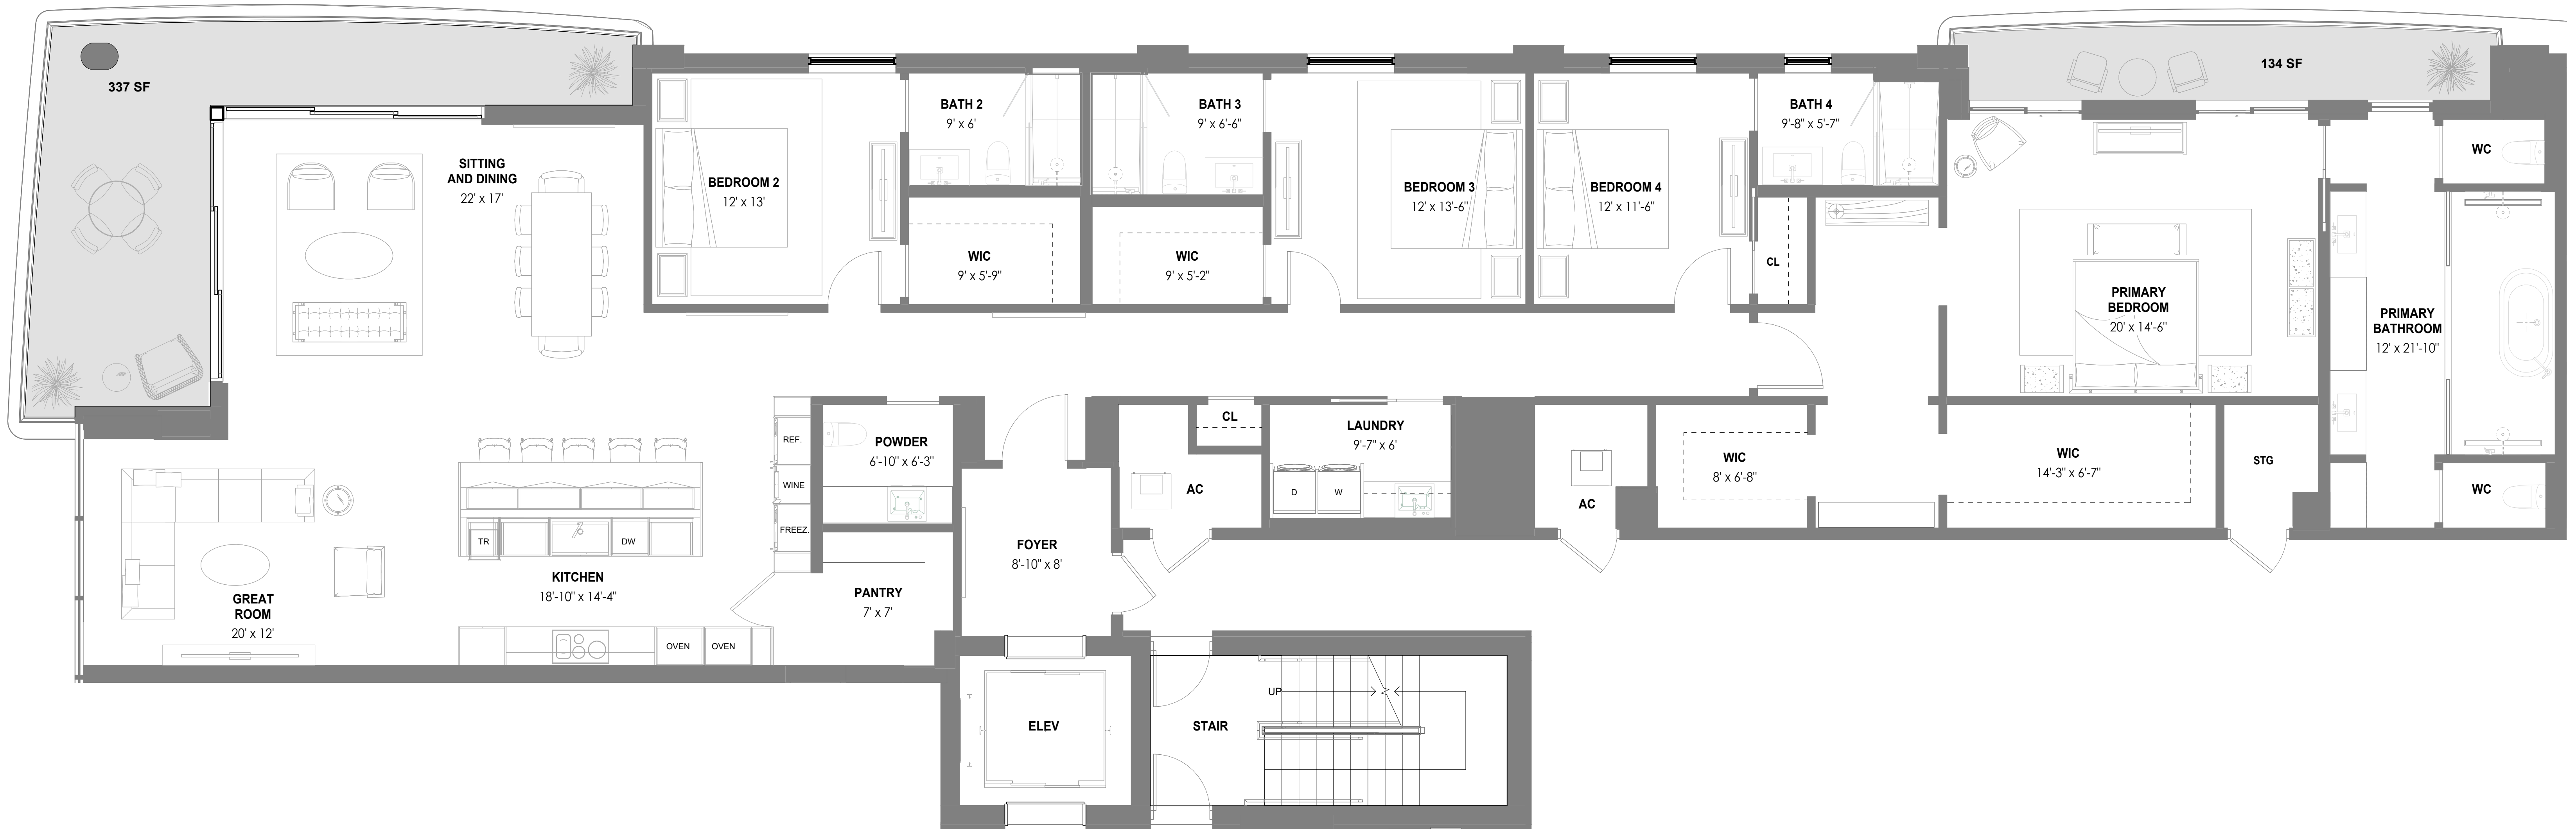 337 SF
134 SF
SITTING
AND DINING
22' x 17'
BEDROOM 2
12' x 13'
BATH 2
9' x 6'
WIC
9' x 5'-9"
BATH 3
9' x 6'-6"
WIC
9' x 5'-2"
BEDROOM 3
12' x 13'-6"
BEDROOM 4
12' x 11'-6"
BATH 4
9'-8" x 5'-7"
CL
PRIMARY
BEDROOM
20' x 14'-6"
WC
PRIMARY
BATHROOM
12' x 21'-10"
WC
REF.
WINE
FREEZ.
POWDER
6'-10" x 6'-3"
CL
AC
LAUNDRY
9'-7" x 6'
D
W
AC
WIC
8' x 6'-8"
WIC
14'-3" x 6'-7"
STG
TR
DW
KITCHEN
18'-10" x 14'-4"
GREAT
ROOM
20' x 12'
OVEN
OVEN
PANTRY
7' x 7'
FOYER
8'-10" x 8'
ELEV
STAIR
UP